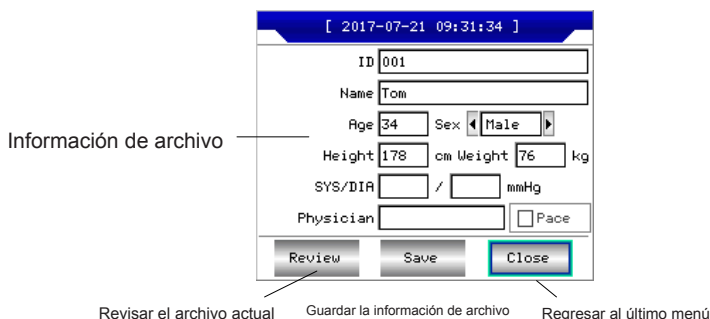 [ 2017-07-21 09:31:34 ]
ID 001
Name Tom
Age 34 Sex Male
Información de archivo
Height 178 cm Weight 76 kg
SYS/DIA / mmHg
Physician Pace
Review Save Close
Revisar el archivo actual Guardar la información de archivo Regresar al último menú